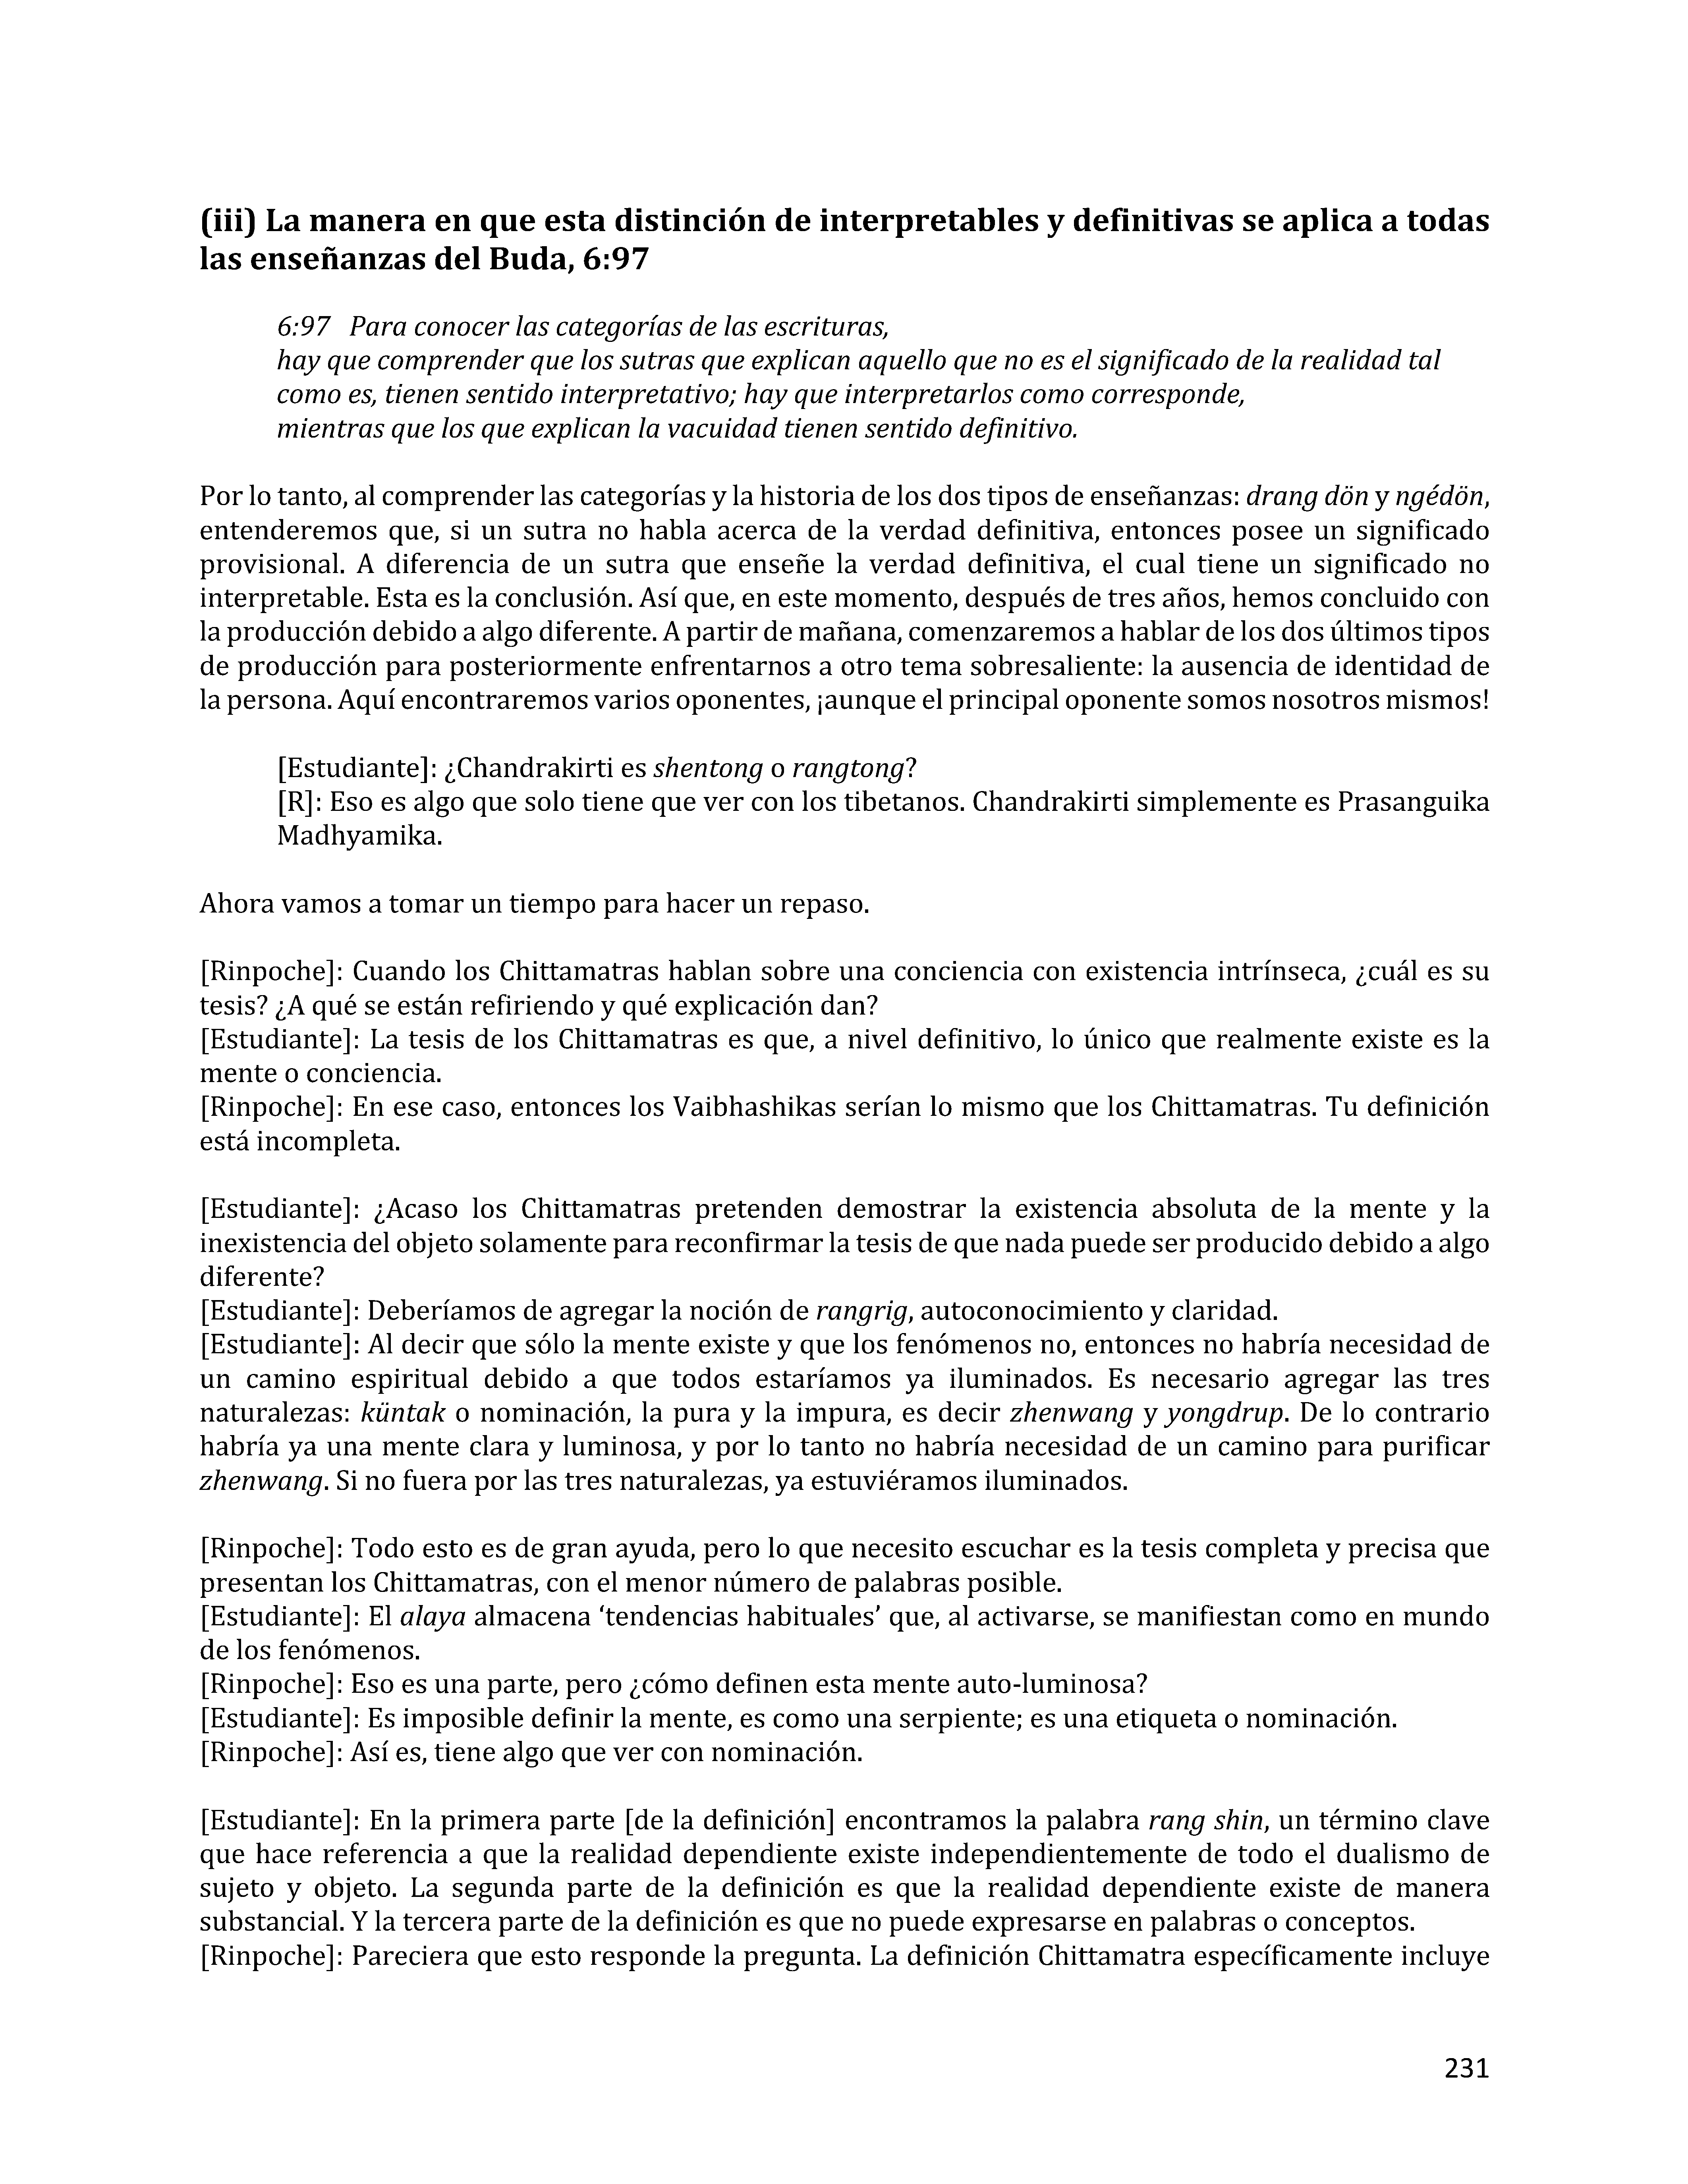 (iii) La manera en que esta distinción de interpretables y definitivas se aplica a todas
las enseñanzas del Buda, 6:97
6:97 Para conocer las categorías de las escrituras,
hay que comprender que los sutras que explican aquello que no es el significado de la realidad tal
como es, tienen sentido interpretativo; hay que interpretarlos como corresponde,
mientras que los que explican la vacuidad tienen sentido definitivo.
Por lo tanto, al comprender las categorías y la historia de los dos tipos de enseñanzas: drang dön y ngédön,
entenderemos que, si un sutra no habla acerca de la verdad definitiva, entonces posee un significado
provisional. A diferencia de un sutra que enseñe la verdad definitiva, el cual tiene un significado no
interpretable. Esta es la conclusión. Así que, en este momento, después de tres años, hemos concluido con
la producción debido a algo diferente. A partir de mañana, comenzaremos a hablar de los dos últimos tipos
de producción para posteriormente enfrentarnos a otro tema sobresaliente: la ausencia de identidad de
la persona. Aquí encontraremos varios oponentes, ¡aunque el principal oponente somos nosotros mismos!
[Estudiante]: ¿Chandrakirti es shentong o rangtong?
[R]: Eso es algo que solo tiene que ver con los tibetanos. Chandrakirti simplemente es Prasanguika
Madhyamika.
Ahora vamos a tomar un tiempo para hacer un repaso.
[Rinpoche]: Cuando los Chittamatras hablan sobre una conciencia con existencia intrínseca, ¿cuál es su
tesis? ¿A qué se están refiriendo y qué explicación dan?
[Estudiante]: La tesis de los Chittamatras es que, a nivel definitivo, lo único que realmente existe es la
mente o conciencia.
[Rinpoche]: En ese caso, entonces los Vaibhashikas serían lo mismo que los Chittamatras. Tu definición
está incompleta.
[Estudiante]: ¿Acaso los Chittamatras pretenden demostrar la existencia absoluta de la mente y la
inexistencia del objeto solamente para reconfirmar la tesis de que nada puede ser producido debido a algo
diferente?
[Estudiante]: Deberíamos de agregar la noción de rangrig, autoconocimiento y claridad.
[Estudiante]: Al decir que sólo la mente existe y que los fenómenos no, entonces no habría necesidad de
un camino espiritual debido a que todos estaríamos ya iluminados. Es necesario agregar las tres
naturalezas: küntak o nominación, la pura y la impura, es decir zhenwang y yongdrup. De lo contrario
habría ya una mente clara y luminosa, y por lo tanto no habría necesidad de un camino para purificar
zhenwang. Si no fuera por las tres naturalezas, ya estuviéramos iluminados.
[Rinpoche]: Todo esto es de gran ayuda, pero lo que necesito escuchar es la tesis completa y precisa que
presentan los Chittamatras, con el menor número de palabras posible.
[Estudiante]: El alaya almacena ‘tendencias habituales’ que, al activarse, se manifiestan como en mundo
de los fenómenos.
[Rinpoche]: Eso es una parte, pero ¿cómo definen esta mente auto-luminosa?
[Estudiante]: Es imposible definir la mente, es como una serpiente; es una etiqueta o nominación.
[Rinpoche]: Así es, tiene algo que ver con nominación.
[Estudiante]: En la primera parte [de la definición] encontramos la palabra rang shin, un término clave
que hace referencia a que la realidad dependiente existe independientemente de todo el dualismo de
sujeto y objeto. La segunda parte de la definición es que la realidad dependiente existe de manera
substancial. Y la tercera parte de la definición es que no puede expresarse en palabras o conceptos.
[Rinpoche]: Pareciera que esto responde la pregunta. La definición Chittamatra específicamente incluye
231